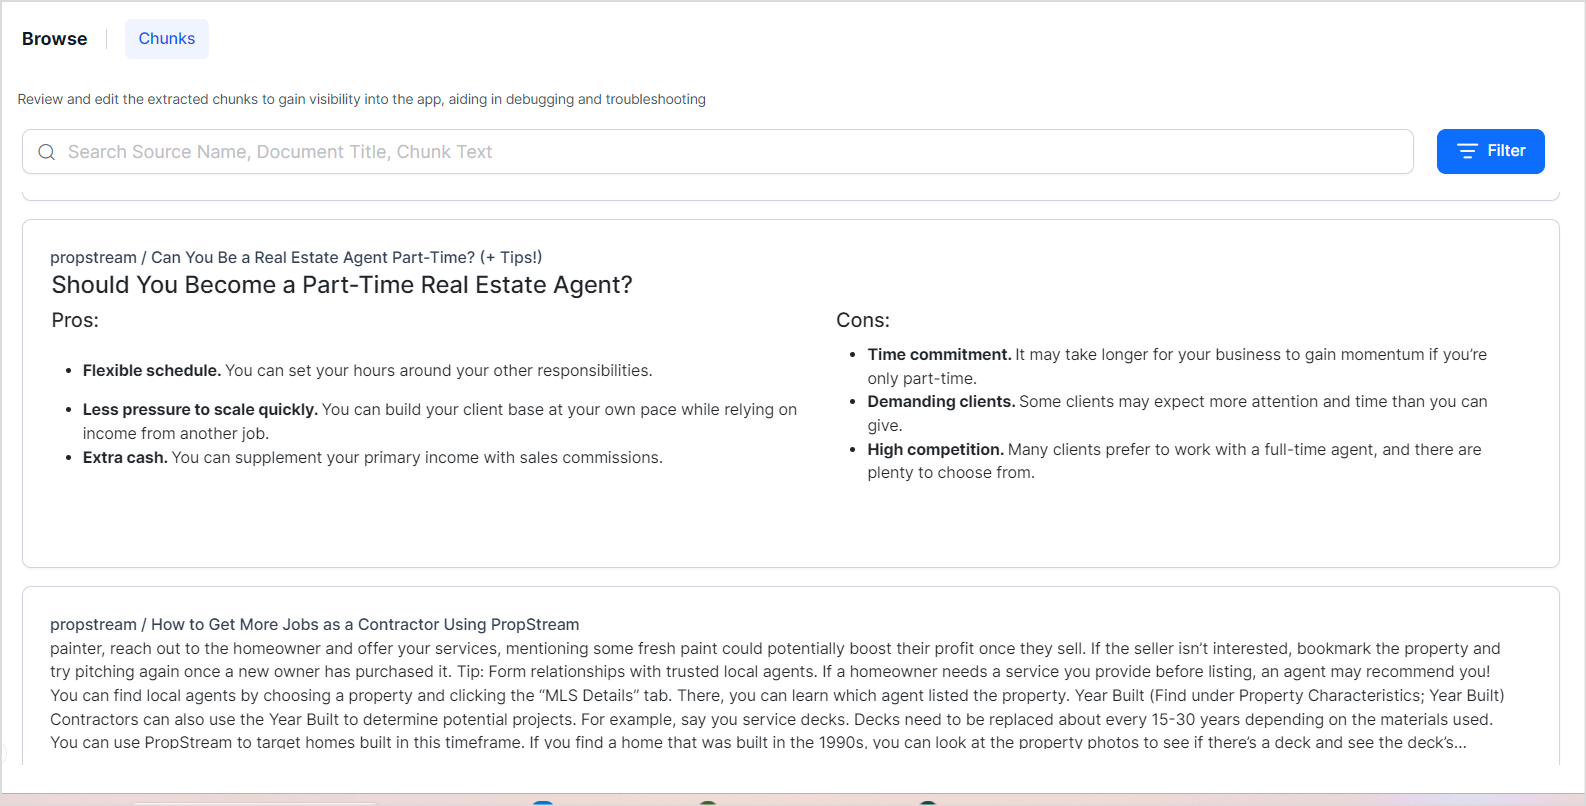 Browse
Chunks
Review and edit the extracted chunks to gain visibility into the app, aiding in debugging and troubleshooting
Search Source Name, Document Title, Chunk Text
Filter
propstream / Can You Be a Real Estate Agent Part-Time? (+ Tips!)
Should You Become a Part-Time Real Estate Agent?
Pros:
• Flexible schedule. You can set your hours around your other responsibilities.
• Less pressure to scale quickly. You can build your client base at your own pace while relying on
income from another job.
• Extra cash. You can supplement your primary income with sales commissions.
Cons:
• Time commitment. It may take longer for your business to gain momentum if you’re
only part-time.
• Demanding clients. Some clients may expect more attention and time than you can
give.
• High competition. Many clients prefer to work with a full-time agent, and there are
plenty to choose from.
propstream / How to Get More Jobs as a Contractor Using PropStream
painter, reach out to the homeowner and offer your services, mentioning some fresh paint could potentially boost their profit once they sell. If the seller isn’t interested, bookmark the property and
try pitching again once a new owner has purchased it. Tip: Form relationships with trusted local agents. If a homeowner needs a service you provide before listing, an agent may recommend you!
You can find local agents by choosing a property and clicking the “MLS Details” tab. There, you can learn which agent listed the property. Year Built (Find under Property Characteristics; Year Built)
Contractors can also use the Year Built to determine potential projects. For example, say you service decks. Decks need to be replaced about every 15-30 years depending on the materials used.
You can use PropStream to target homes built in this timeframe. If you find a home that was built in the 1990s, you can look at the property photos to see if there’s a deck and see the deck’s...